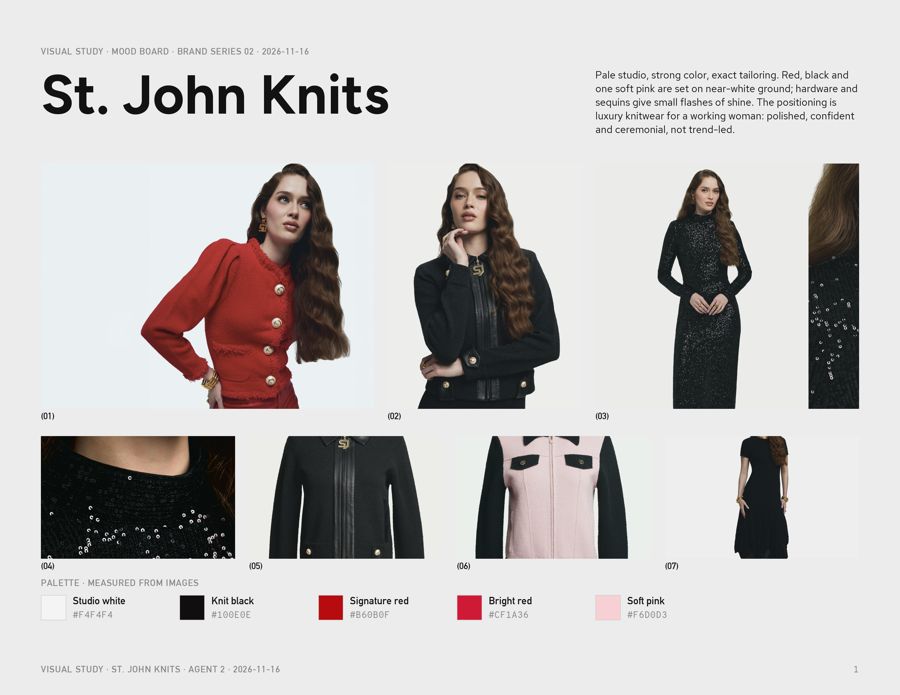 VISUAL STUDY · MOOD BOARD · BRAND SERIES 02 · 2026-11-16
St. John Knits
Pale studio, strong color, exact tailoring. Red, black and
one soft pink are set on near-white ground; hardware and
sequins give small flashes of shine. The positioning is
luxury knitwear for a working woman: polished, confident
and ceremonial, not trend-led.
(01)
(02)
(03)
(04)
(05)
(06)
(07)
PALETTE · MEASURED FROM IMAGES
Studio white
#F4F4F4
Knit black
#100E0E
Signature red
#B60B0F
Bright red
#CF1A36
Soft pink
#F6D0D3
VISUAL STUDY · ST. JOHN KNITS · AGENT 2 · 2026-11-16
1